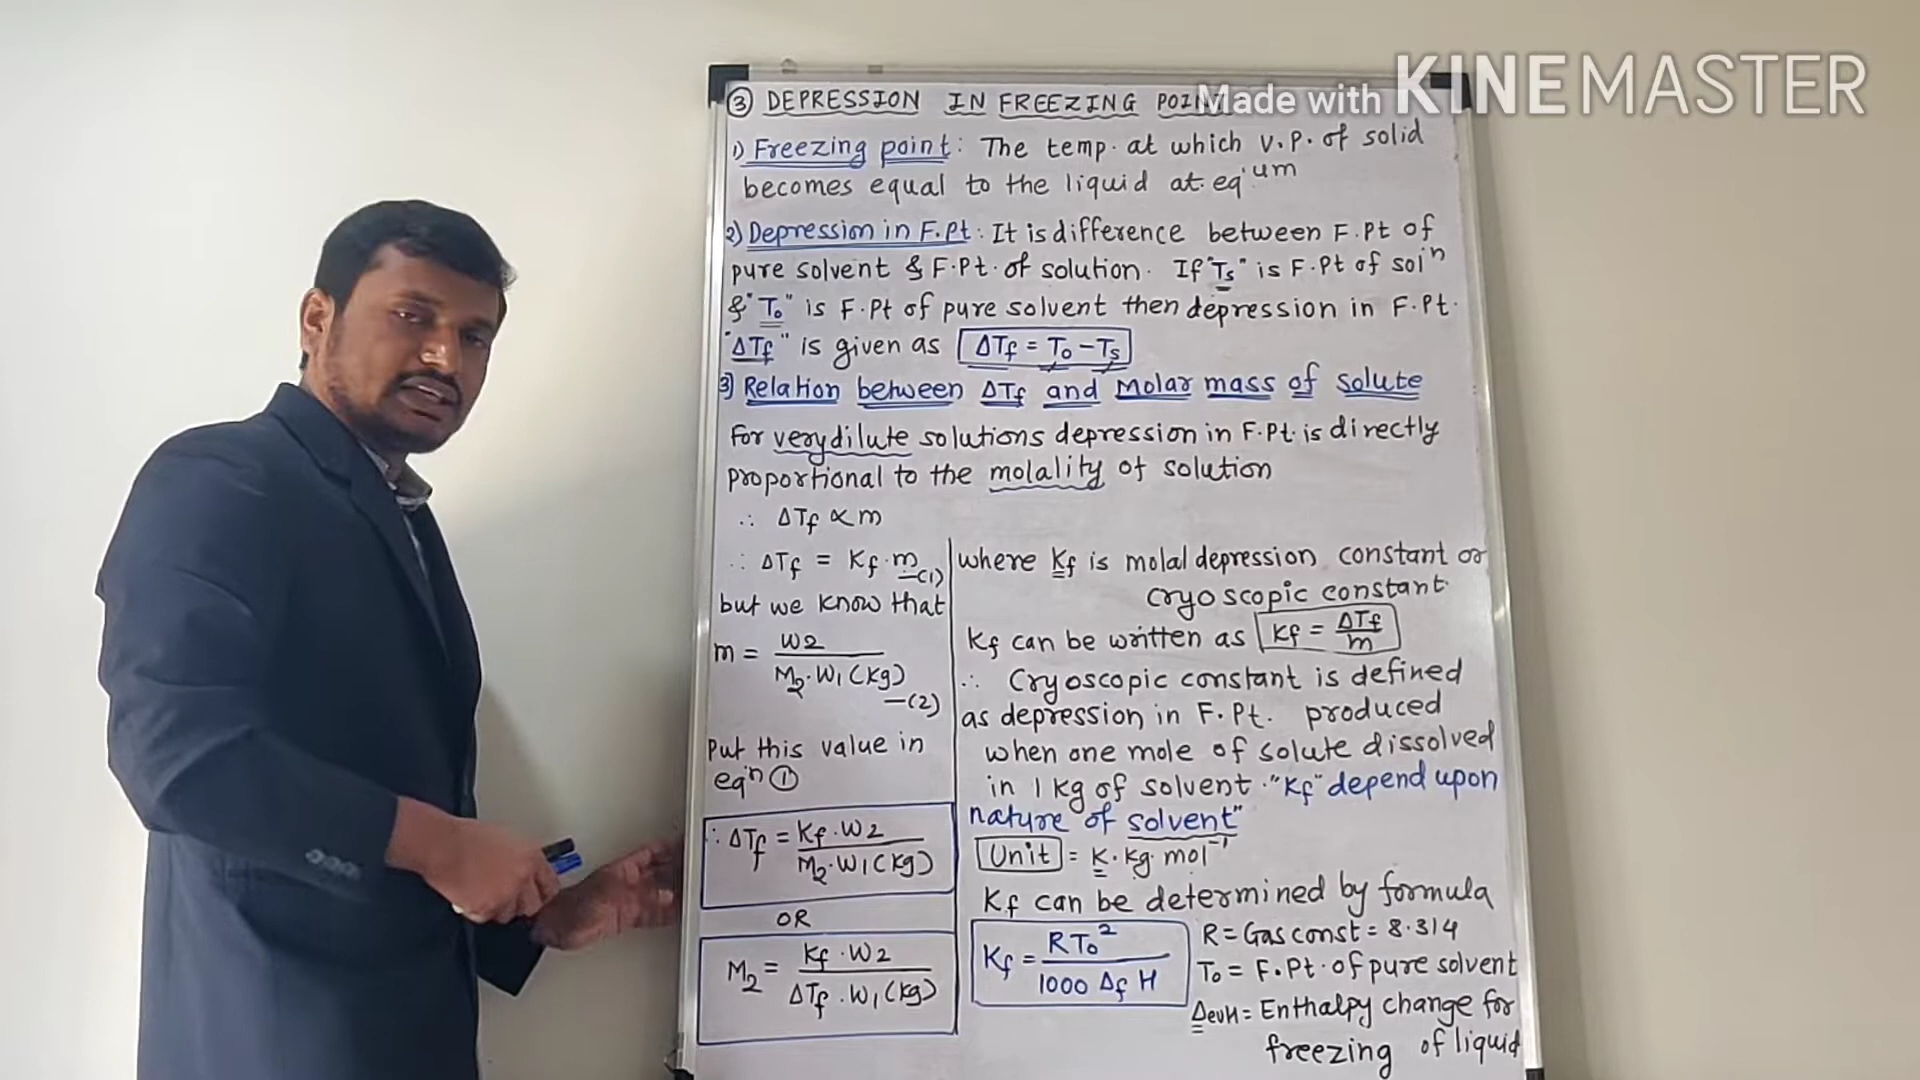 Made with KINEMASTER
③ DEPRESSION IN FREEZING POINT
1) Freezing point: The temp. at which v.p. of solid
becomes equal to the liquid at eq'um
2) Depression in F.Pt: It is difference between F.Pt of
pure solvent & F.Pt. of solution. If "Ts" is F.Pt of soln
& "To" is F.Pt of pure solvent then depression in F.Pt.
"ΔTf" is given as ΔTf = To - Ts
3) Relation between ΔTf and Molar mass of solute
For very dilute solutions depression in F.Pt. is directly
proportional to the molality of solution
∴ ΔTf ∝ m
∴ ΔTf = Kf · m —(1)
but we know that
m = W2 / M2 · W1 (Kg) —(2)
Put this value in
eqn ①
∴ ΔTf = Kf · W2 / M2 · W1 (Kg)
OR
M2 = Kf · W2 / ΔTf · W1 (Kg)
where Kf is molal depression constant or
cryoscopic constant
Kf can be written as Kf = ΔTf / m
∴ Cryoscopic constant is defined
as depression in F.Pt. produced
when one mole of solute dissolved
in 1 kg of solvent. "Kf" depend upon
nature of solvent"
Unit = K. kg. mol⁻¹
Kf can be determined by formula
Kf = RTo² / 1000 Δf H
R = Gas const = 8.314
To = F.Pt. of pure solvent
ΔevH = Enthalpy change for
freezing of liquid